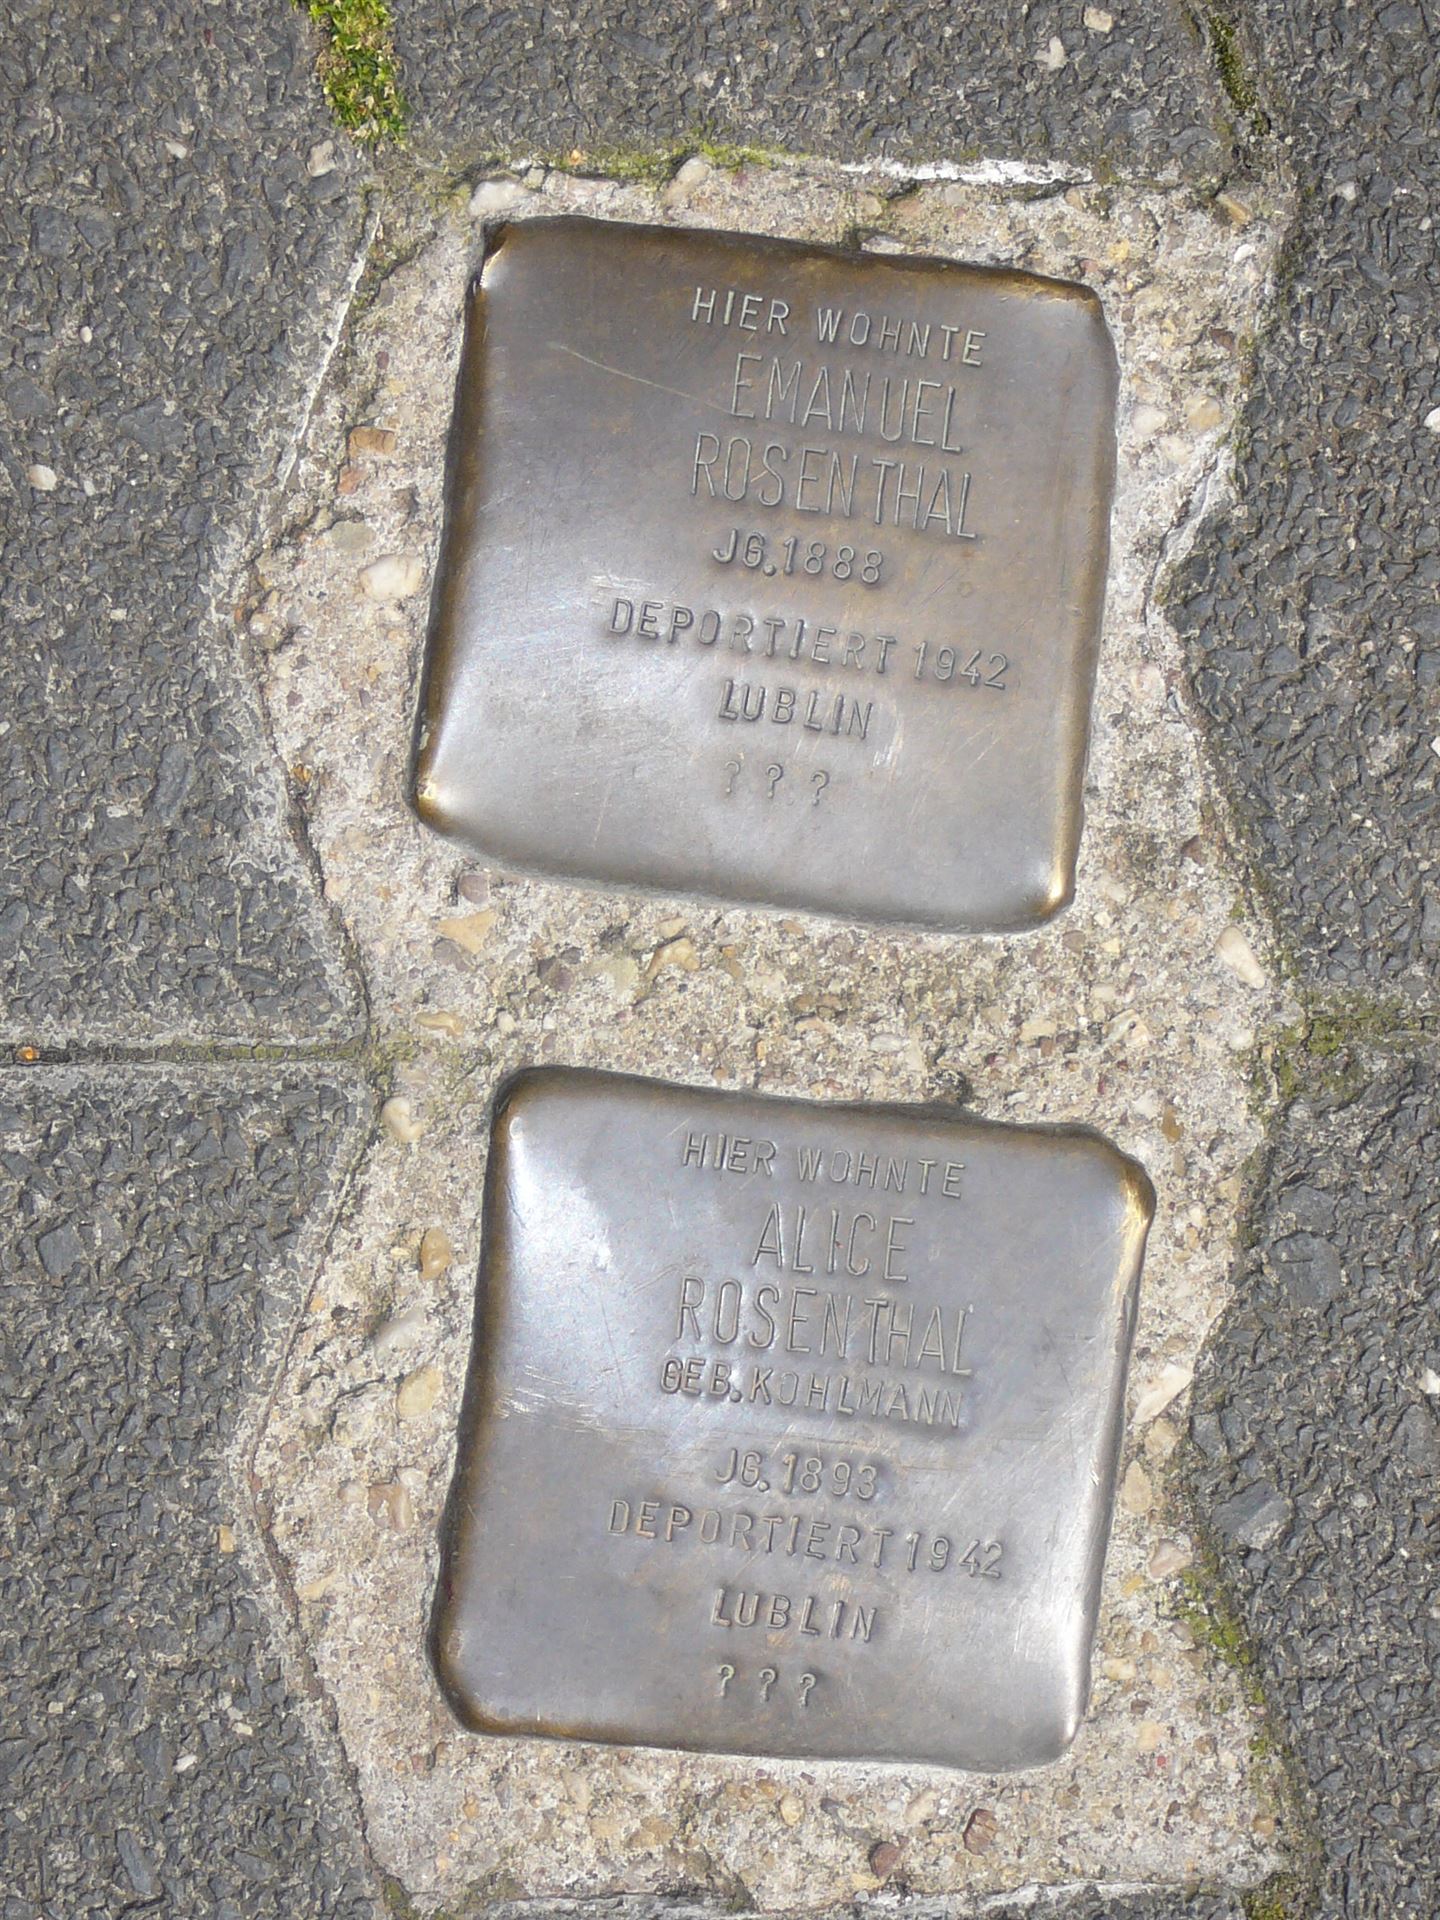 HIER WOHNTE
EMANUEL
ROSENTHAL
JG. 1888
DEPORTIERT 1942
LUBLIN
? ? ?
HIER WOHNTE
ALICE
ROSENTHAL
GEB. KOHLMANN
JG. 1893
DEPORTIERT 1942
LUBLIN
? ? ?